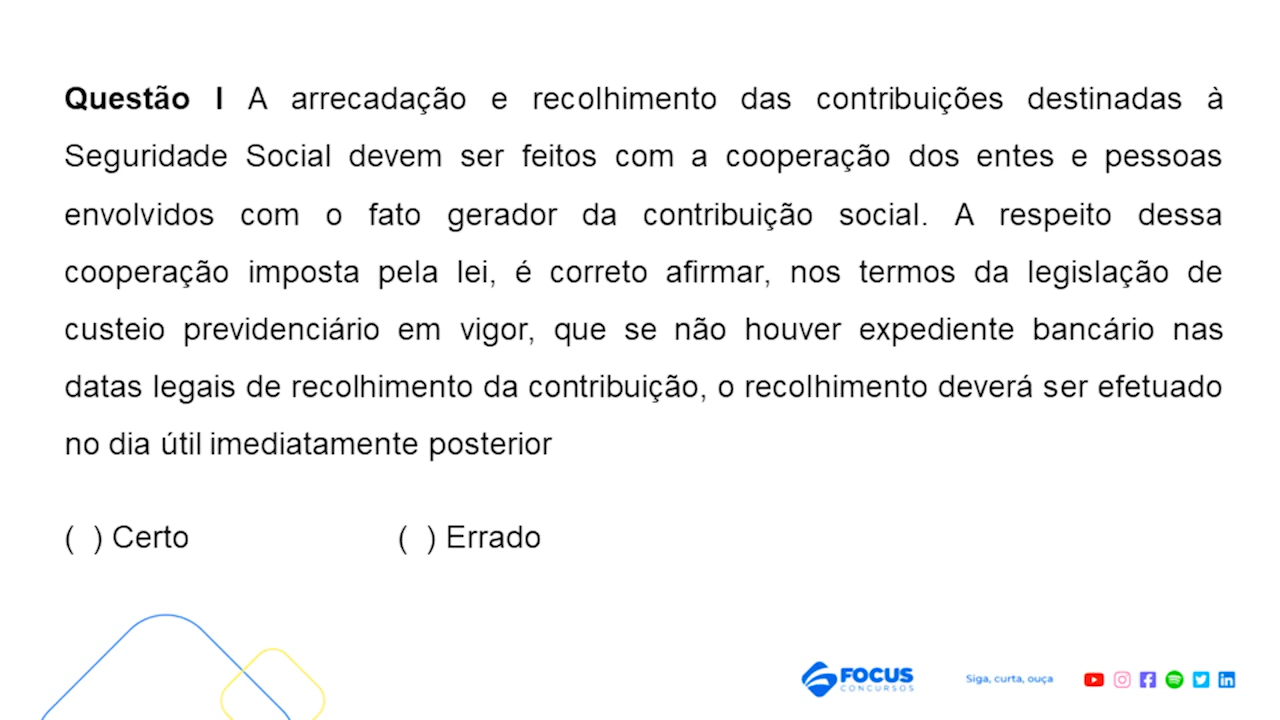 Questão I A arrecadação e recolhimento das contribuições destinadas à
Seguridade Social devem ser feitos com a cooperação dos entes e pessoas
envolvidos com o fato gerador da contribuição social. A respeito dessa
cooperação imposta pela lei, é correto afirmar, nos termos da legislação de
custeio previdenciário em vigor, que se não houver expediente bancário nas
datas legais de recolhimento da contribuição, o recolhimento deverá ser efetuado
no dia útil imediatamente posterior
( ) Certo ( ) Errado
FOCUS
CONCURSOS
Siga, curta, ouça